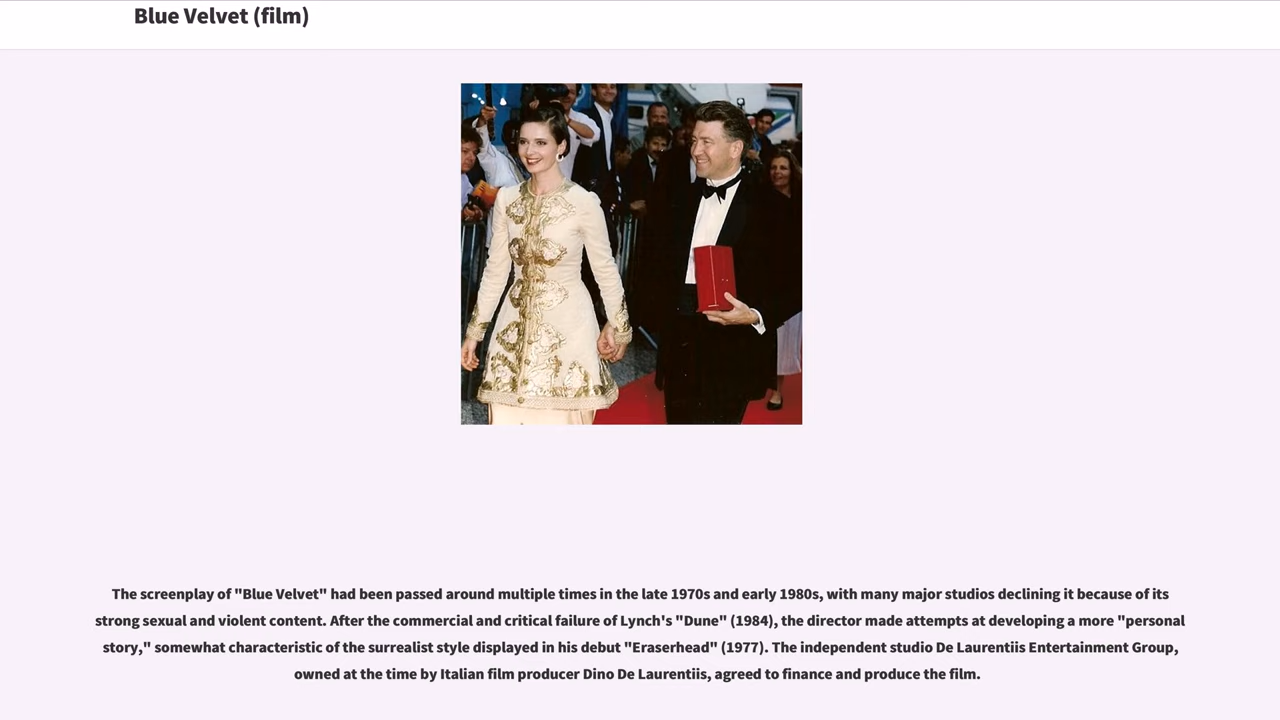 Blue Velvet (film)
The screenplay of "Blue Velvet" had been passed around multiple times in the late 1970s and early 1980s, with many major studios declining it because of its
strong sexual and violent content. After the commercial and critical failure of Lynch's "Dune" (1984), the director made attempts at developing a more "personal
story," somewhat characteristic of the surrealist style displayed in his debut "Eraserhead" (1977). The independent studio De Laurentiis Entertainment Group,
owned at the time by Italian film producer Dino De Laurentiis, agreed to finance and produce the film.